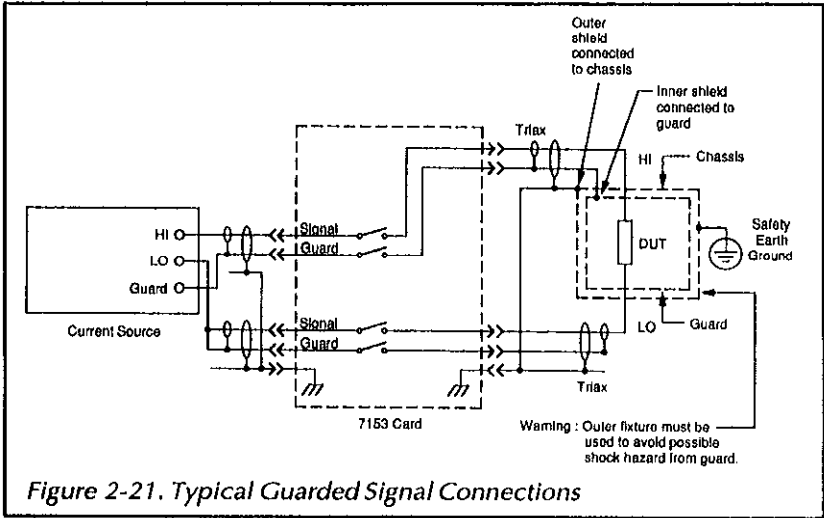 Outer
shield
connected
to chassis
Inner shield
connected to
guard
Triax
HI
Chassis
HI
LO
Guard
Current Source
Signal
Guard
Signal
Guard
DUT
Safety
Earth
Ground
LO
Guard
Triax
7153 Card
Warning : Outer fixture must be
used to avoid possible
shock hazard from guard.
Figure 2-21. Typical Guarded Signal Connections